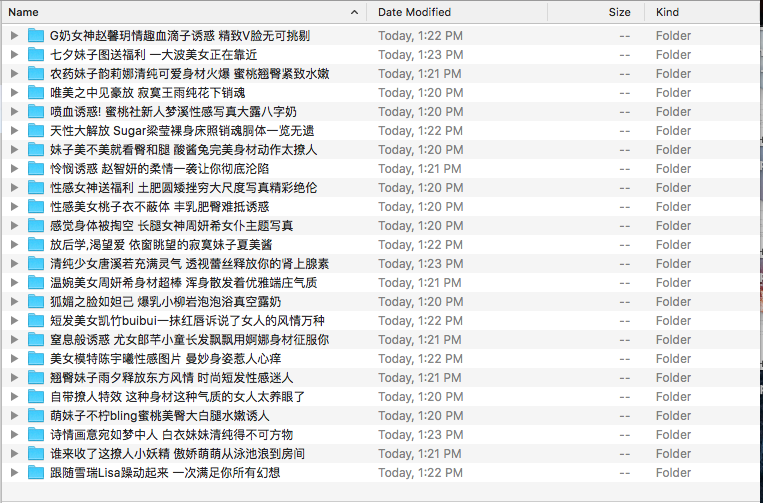 Name Date Modified Size Kind
G奶女神赵馨玥情趣血滴子诱惑 精致V脸无可挑剔 Today, 1:22 PM -- Folder
七夕妹子图送福利 一大波美女正在靠近 Today, 1:23 PM -- Folder
农药妹子韵莉娜清纯可爱身材火爆 蜜桃翘臀紧致水嫩 Today, 1:21 PM -- Folder
唯美之中见豪放 寂寞王雨纯花下销魂 Today, 1:21 PM -- Folder
喷血诱惑! 蜜桃社新人梦溪性感写真大露八字奶 Today, 1:20 PM -- Folder
天性大解放 Sugar梁莹裸身床照销魂胴体一览无遗 Today, 1:22 PM -- Folder
妹子美不美就看臀和腿 酸酱兔完美身材动作太撩人 Today, 1:20 PM -- Folder
怜悯诱惑 赵智妍的柔情一袭让你彻底沦陷 Today, 1:21 PM -- Folder
性感女神送福利 土肥圆矮挫穷大尺度写真精彩绝伦 Today, 1:20 PM -- Folder
性感美女桃子衣不蔽体 丰乳肥臀难抵诱惑 Today, 1:20 PM -- Folder
感觉身体被掏空 长腿女神周妍希女仆主题写真 Today, 1:20 PM -- Folder
放后学,渴望爱 依窗眺望的寂寞妹子夏美酱 Today, 1:22 PM -- Folder
清纯少女唐溪若充满灵气 透视蕾丝释放你的肾上腺素 Today, 1:23 PM -- Folder
温婉美女周妍希身材超棒 浑身散发着优雅端庄气质 Today, 1:21 PM -- Folder
狐媚之脸如妲己 爆乳小柳岩泡泡浴真空露奶 Today, 1:20 PM -- Folder
短发美女凯竹buibui一抹红唇诉说了女人的风情万种 Today, 1:22 PM -- Folder
窒息般诱惑 尤女郎芊小童长发飘飘用婀娜身材征服你 Today, 1:21 PM -- Folder
美女模特陈宇曦性感图片 曼妙身姿惹人心痒 Today, 1:22 PM -- Folder
翘臀妹子雨夕释放东方风情 时尚短发性感迷人 Today, 1:21 PM -- Folder
自带撩人特效 这种身材这种气质的女人太养眼了 Today, 1:20 PM -- Folder
萌妹子不柠bling蜜桃美臀大白腿水嫩诱人 Today, 1:20 PM -- Folder
诗情画意宛如梦中人 白衣妹妹清纯得不可方物 Today, 1:23 PM -- Folder
谁来收了这撩人小妖精 傲娇萌萌从泳池浪到房间 Today, 1:21 PM -- Folder
跟随雪瑞Lisa躁动起来 一次满足你所有幻想 Today, 1:22 PM -- Folder